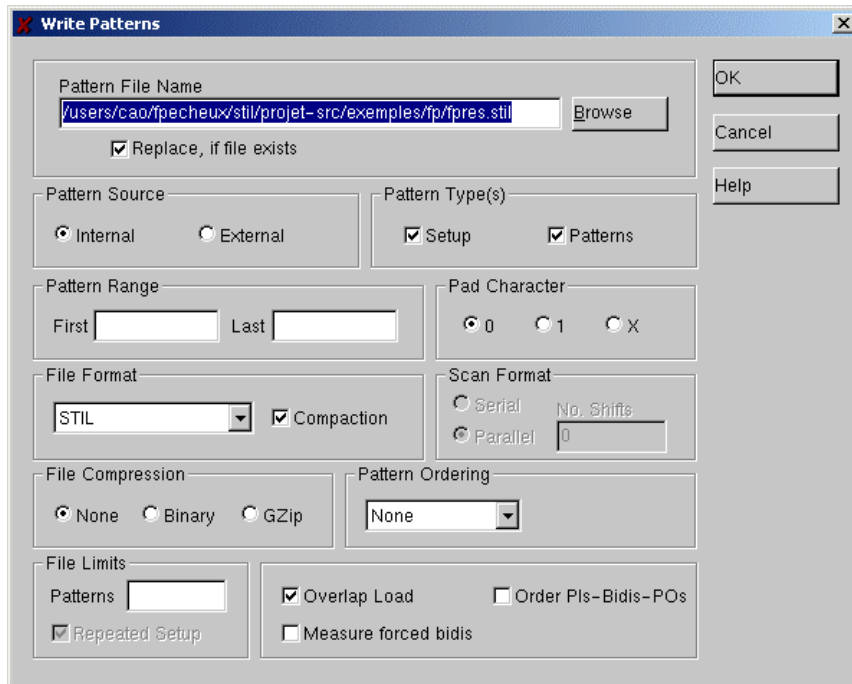 Write Patterns
OK
Pattern File Name
/users/cao/fpecheux/stil/projet-src/exemples/fp/fpres.stil
Browse
Cancel
Replace, if file exists
Help
Pattern Source
Pattern Type(s)
Internal External
Setup Patterns
Pattern Range
Pad Character
First Last
0 1 X
File Format
Scan Format
STIL Compaction
Serial No. Shifts
Parallel 0
File Compression
Pattern Ordering
None Binary GZip
None
File Limits
Patterns
Overlap Load Order PIs-Bidis-POs
Repeated Setup
Measure forced bidis